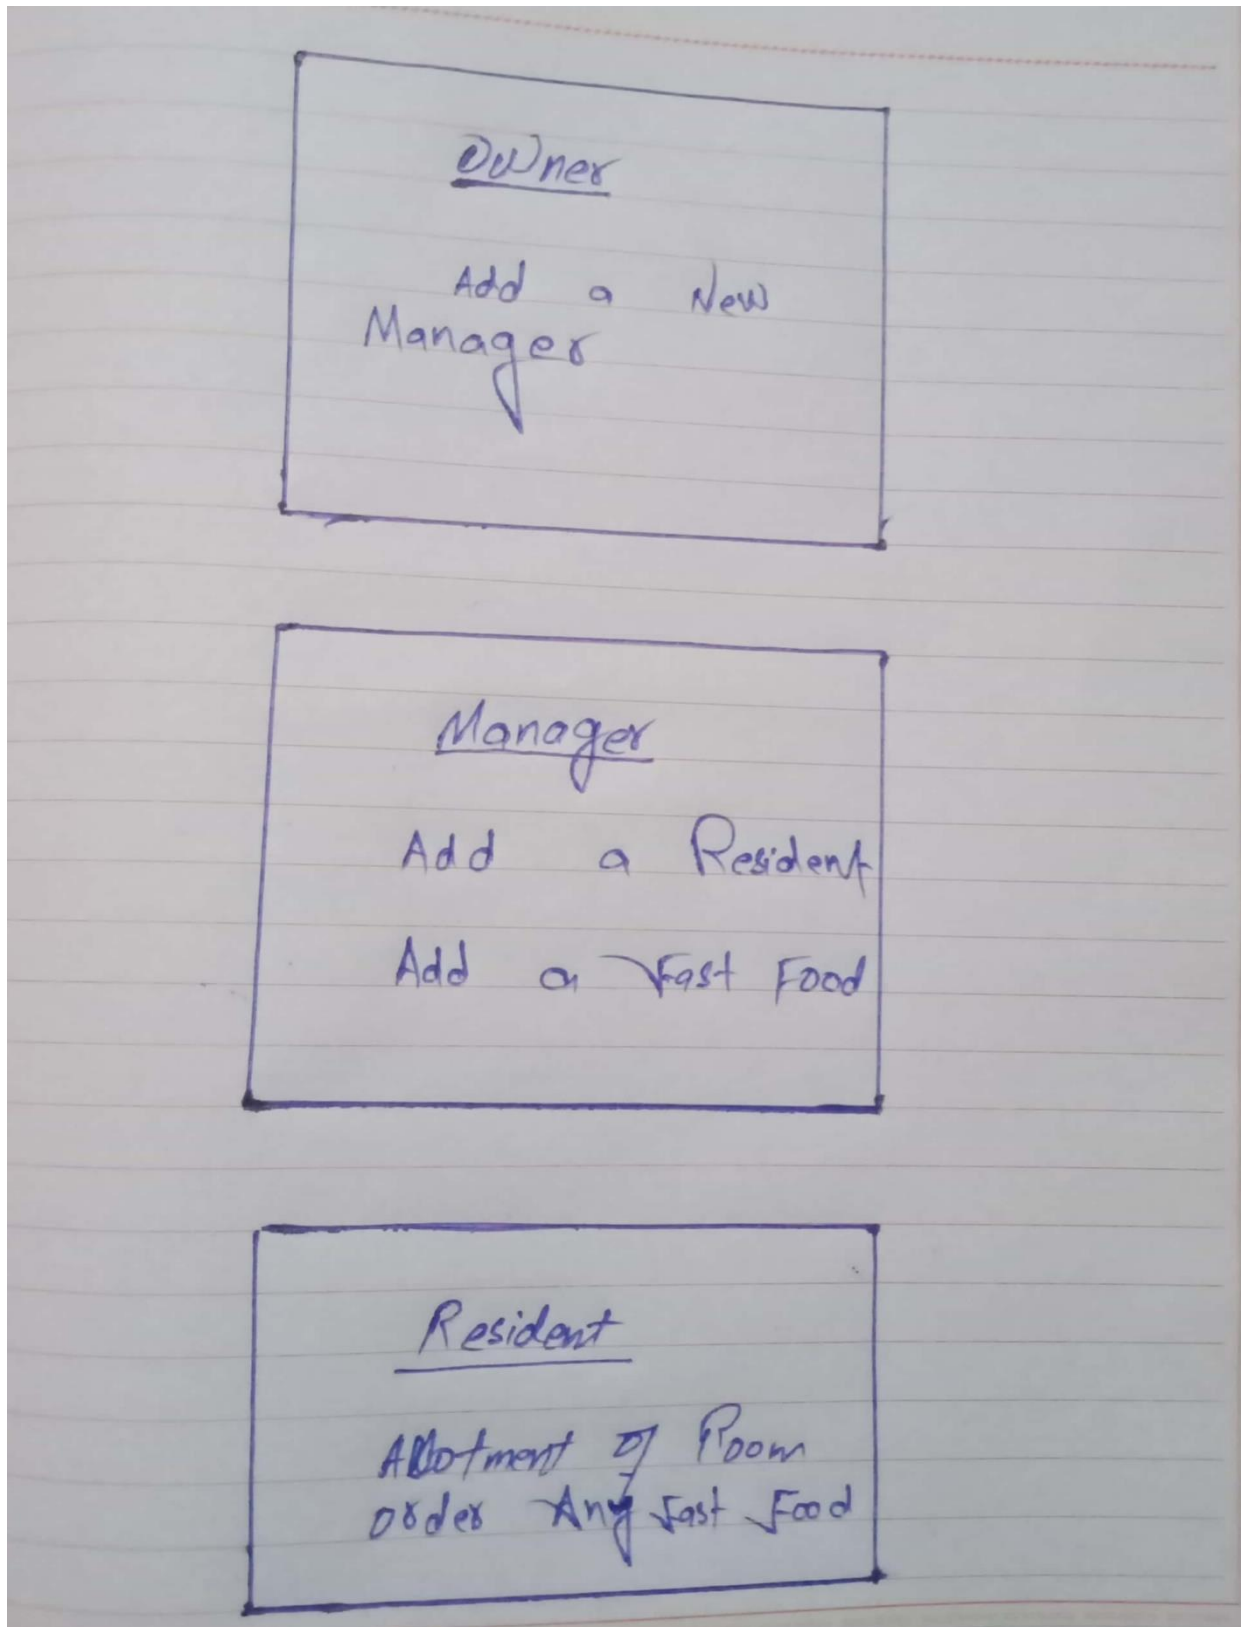 Owner
Add a New
Manager
Manager
Add a Resident
Add a Fast Food
Resident
Allotment of Room
order Any Fast Food